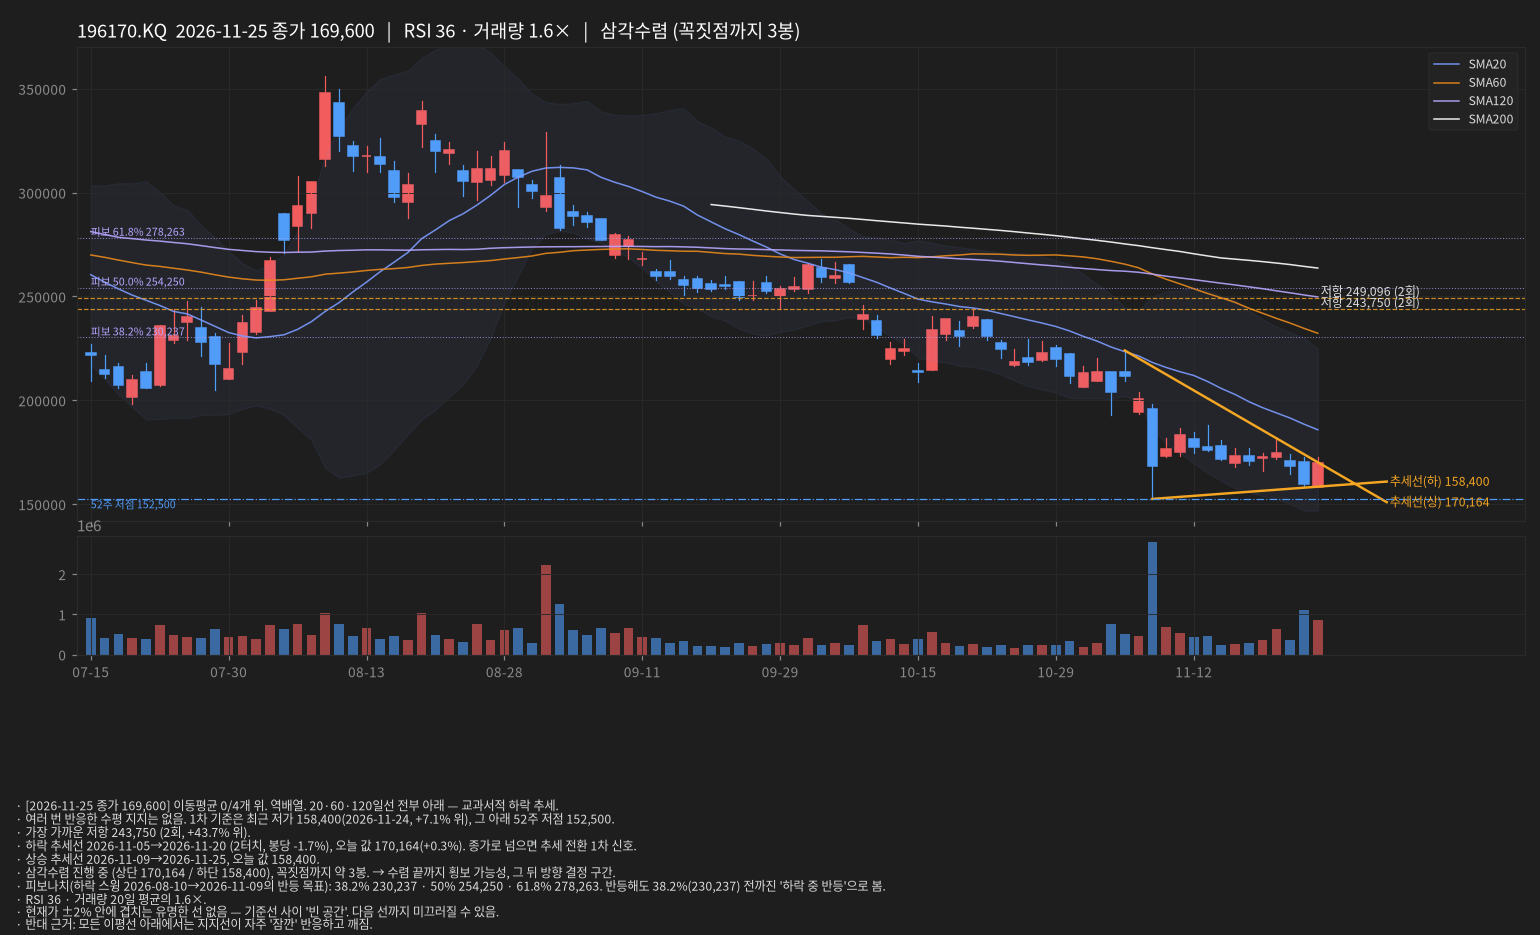 196170.KQ 2026-11-25 종가 169,600 | RSI 36 · 거래량 1.6× | 삼각수렴 (꼭짓점까지 3봉)
SMA20
SMA60
SMA120
SMA200
350000
300000
250000
200000
150000
피보 61.8% 278,263
피보 50.0% 254,250
피보 38.2% 230,237
52주 저점 152,500
저항 249,096 (2회)
저항 243,750 (2회)
추세선(하) 158,400
추세선(상) 170,164
1e6
2
1
0
07-15
07-30
08-13
08-28
09-11
09-29
10-15
10-29
11-12
· [2026-11-25 종가 169,600] 이동평균 0/4개 위. 역배열. 20·60·120일선 전부 아래 — 교과서적 하락 추세.
· 여러 번 반응한 수평 지지는 없음. 1차 기준은 최근 저가 158,400(2026-11-24, +7.1% 위), 그 아래 52주 저점 152,500.
· 가장 가까운 저항 243,750 (2회, +43.7% 위).
· 하락 추세선 2026-11-05→2026-11-20 (2터치, 봉당 -1.7%), 오늘 값 170,164(+0.3%). 종가로 넘으면 추세 전환 1차 신호.
· 상승 추세선 2026-11-09→2026-11-25, 오늘 값 158,400.
· 삼각수렴 진행 중 (상단 170,164 / 하단 158,400), 꼭짓점까지 약 3봉. → 수렴 끝까지 횡보 가능성, 그 뒤 방향 결정 구간.
· 피보나치(하락 스윙 2026-08-10→2026-11-09의 반등 목표): 38.2% 230,237 · 50% 254,250 · 61.8% 278,263. 반등해도 38.2%(230,237) 전까진 '하락 중 반등'으로 봄.
· RSI 36 · 거래량 20일 평균의 1.6×.
· 현재가 ±2% 안에 겹치는 유명한 선 없음 — 기준선 사이 '빈 공간'. 다음 선까지 미끄러질 수 있음.
· 반대 근거: 모든 이평선 아래에서는 지지선이 자주 '잠깐' 반응하고 깨짐.